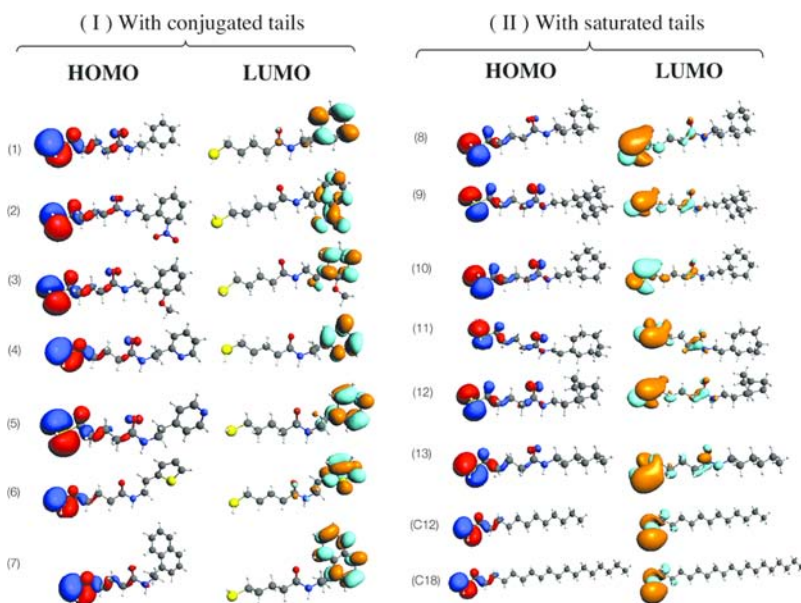 ( I ) With conjugated tails
HOMO LUMO
(1)
(2)
(3)
(4)
(5)
(6)
(7)
( II ) With saturated tails
HOMO LUMO
(8)
(9)
(10)
(11)
(12)
(13)
(C12)
(C18)